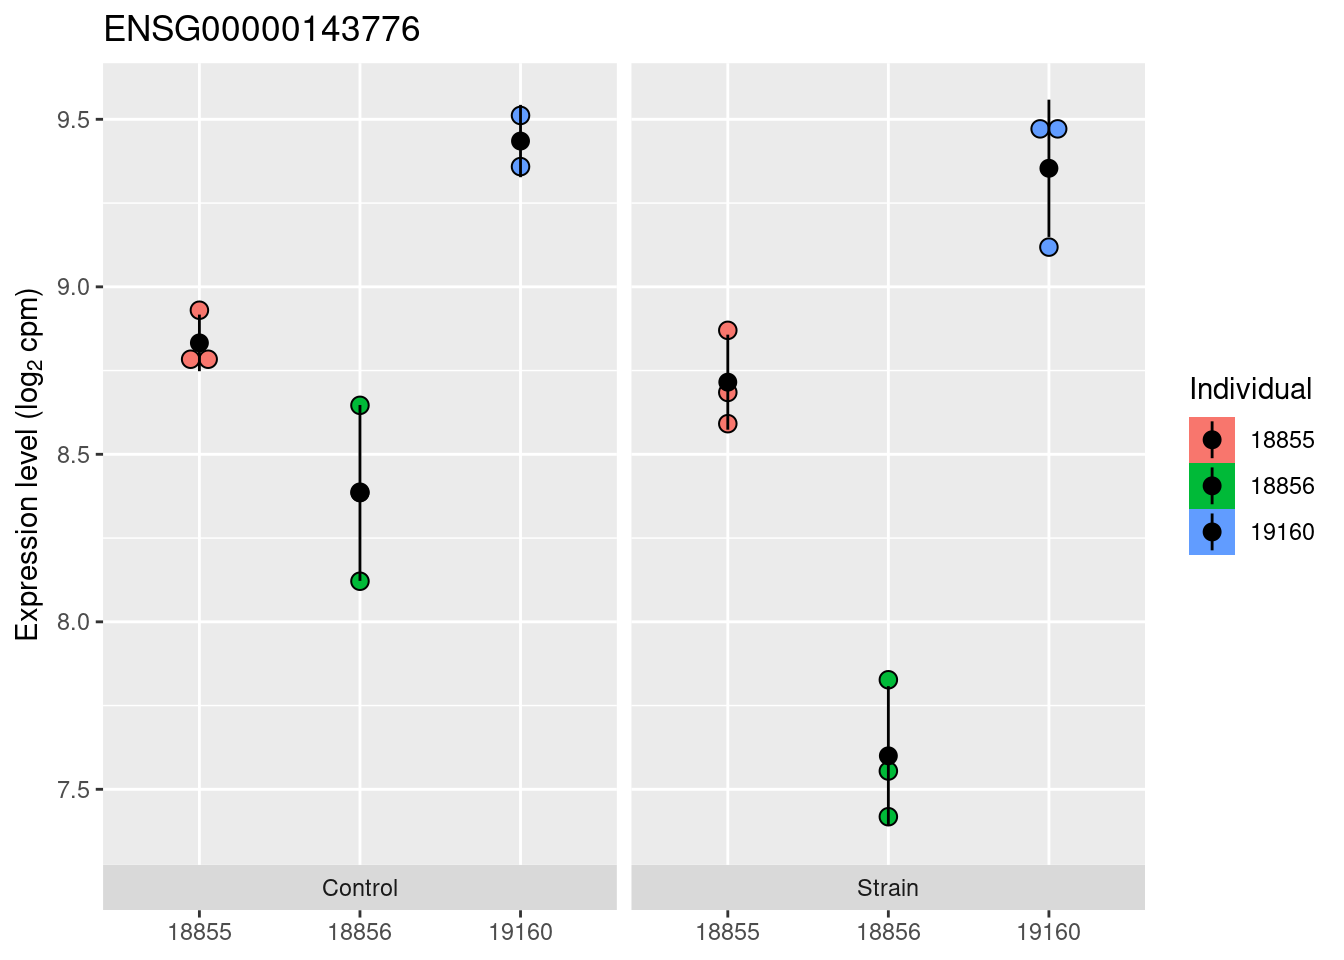 ENSG00000143776
Expression level (log₂ cpm)
9.5
9.0
8.5
8.0
7.5
Control
Strain
18855
18856
19160
18855
18856
19160
Individual
18855
18856
19160